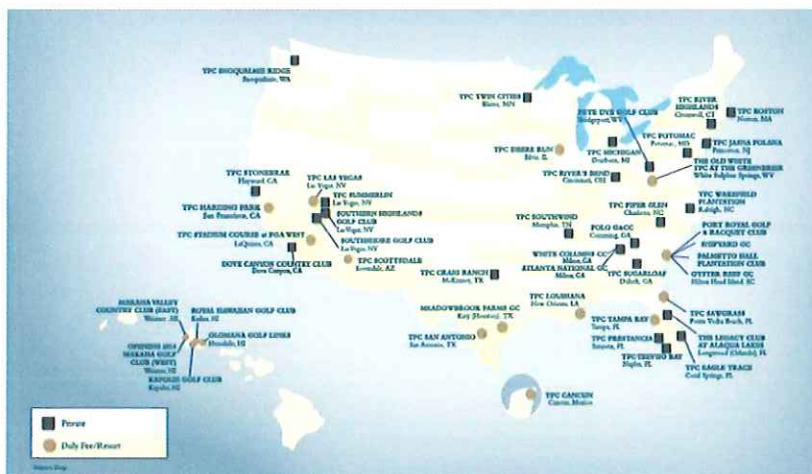 TPC SNOQUALMIE RIDGE
Snoqualmie, WA
TPC TWIN CITIES
Blaine, MN
PETE DYE GOLF CLUB
Bridgeport, WV
TPC RIVER
HIGHLANDS
Cromwell, CT
TPC BOSTON
Norton, MA
TPC DEERE RUN
Silvis, IL
TPC MICHIGAN
Dearborn, MI
TPC POTOMAC
Potomac, MD
TPC JASNA POLANA
Princeton, NJ
TPC RIVER'S BEND
Cincinnati, OH
THE OLD WHITE
TPC AT THE GREENBRIER
White Sulphur Springs, WV
TPC STONEBRAE
Hayward, CA
TPC LAS VEGAS
Las Vegas, NV
TPC SUMMERLIN
Las Vegas, NV
TPC HARDING PARK
San Francisco, CA
SOUTHERN HIGHLANDS
GOLF CLUB
Las Vegas, NV
TPC STADIUM COURSE at PGA WEST
LaQuinta, CA
SOUTHSHORE GOLF CLUB
Las Vegas, NV
DOVE CANYON COUNTRY CLUB
Dove Canyon, CA
TPC SCOTTSDALE
Scottsdale, AZ
TPC SOUTHWIND
Memphis, TN
TPC PIPER GLEN
Charlotte, NC
TPC WAKEFIELD
PLANTATION
Raleigh, NC
POLO G&CC
Cumming, GA
WHITE COLUMNS CC
Milton, GA
ATLANTA NATIONAL GC
Milton, GA
TPC SUGARLOAF
Duluth, GA
PORT ROYAL GOLF
& RACQUET CLUB
SHIPYARD GC
PALMETTO HALL
PLANTATION CLUB
OYSTER REEF GC
Hilton Head Island, SC
TPC CRAIG RANCH
McKinney, TX
MEADOWBROOK FARMS GC
Katy (Houston), TX
TPC LOUISIANA
New Orleans, LA
TPC SAN ANTONIO
San Antonio, TX
TPC TAMPA BAY
Tampa, FL
TPC SAWGRASS
Ponte Vedra Beach, FL
TPC PRESTANCIA
Sarasota, FL
THE LEGACY CLUB
AT ALAQUA LAKES
Longwood (Orlando), FL
TPC TREVISO BAY
Naples, FL
TPC EAGLE TRACE
Coral Springs, FL
MAKAHA VALLEY
COUNTRY CLUB (EAST)
Waianae, HI
ROYAL HAWAIIAN GOLF CLUB
Kailua, HI
OLOMANA GOLF LINKS
Honolulu, HI
OPENING 2014
MAKAHA GOLF
CLUB (WEST)
Waianae, HI
KAPOLEI GOLF CLUB
Kapolei, HI
TPC CANCUN
Cancun, Mexico
Private
Daily Fee/Resort